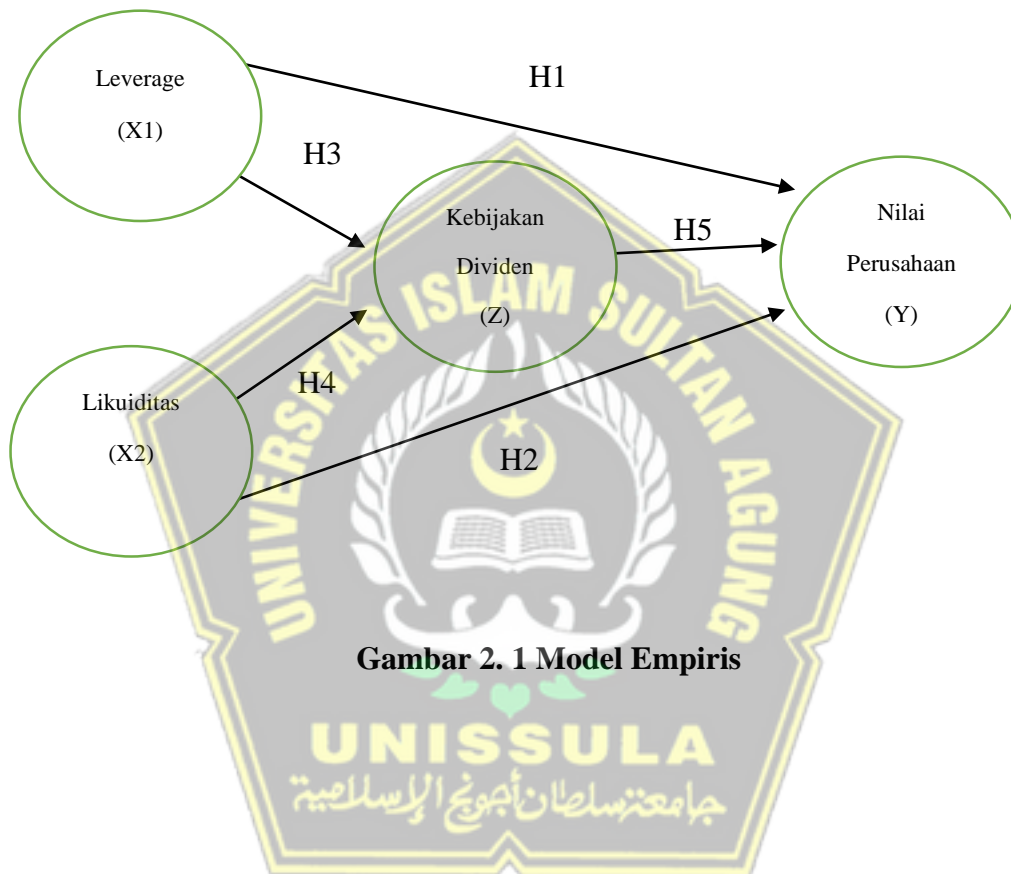 Leverage
(X1)
H1
H3
Kebijakan
Dividen
(Z)
H5
Nilai
Perusahaan
(Y)
Likuiditas
(X2)
H4
H2
UNIVERSITAS ISLAM SULTAN AGUNG
Gambar 2. 1 Model Empiris
UNISSULA
جامعة سلطان أجونج الإسلامية